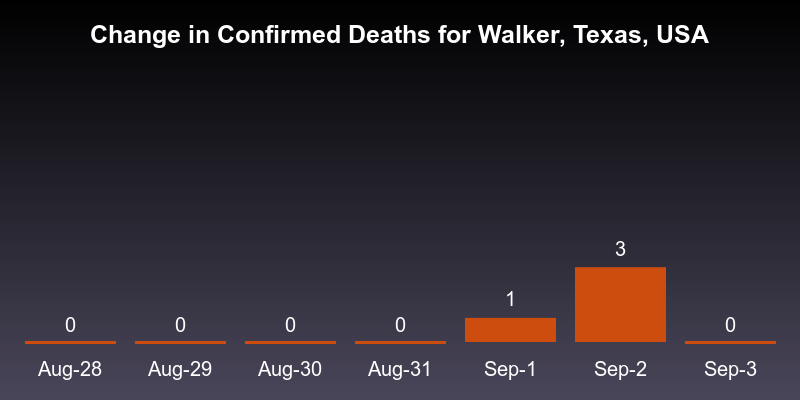 Change in Confirmed Deaths for Walker, Texas, USA
3
1
0 0 0 0 0
Aug-28 Aug-29 Aug-30 Aug-31 Sep-1 Sep-2 Sep-3